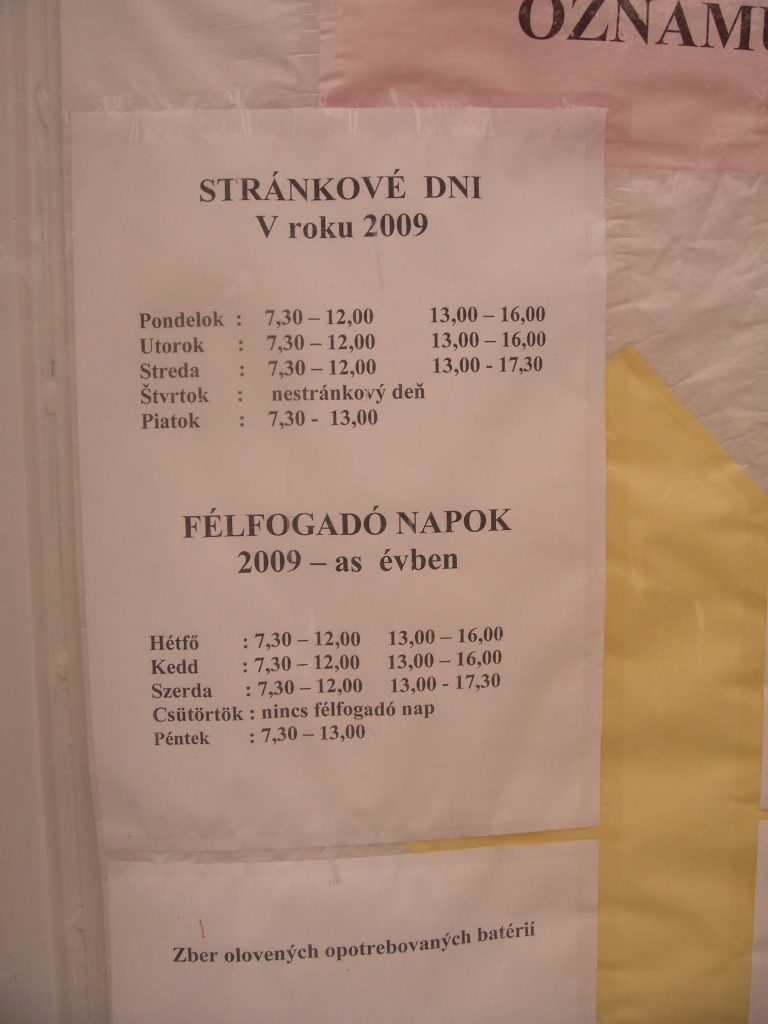 OZNAMU
STRÁNKOVÉ DNI
V roku 2009
Pondelok : 7,30 – 12,00 13,00 – 16,00
Utorok : 7,30 – 12,00 13,00 – 16,00
Streda : 7,30 – 12,00 13,00 - 17,30
Štvrtok : nestránkový deň
Piatok : 7,30 - 13,00
FÉLFOGADÓ NAPOK
2009 – as évben
Hétfő : 7,30 – 12,00 13,00 – 16,00
Kedd : 7,30 – 12,00 13,00 – 16,00
Szerda : 7,30 – 12,00 13,00 - 17,30
Csütörtök : nincs félfogadó nap
Péntek : 7,30 – 13,00
Zber olovených opotrebovaných batérií